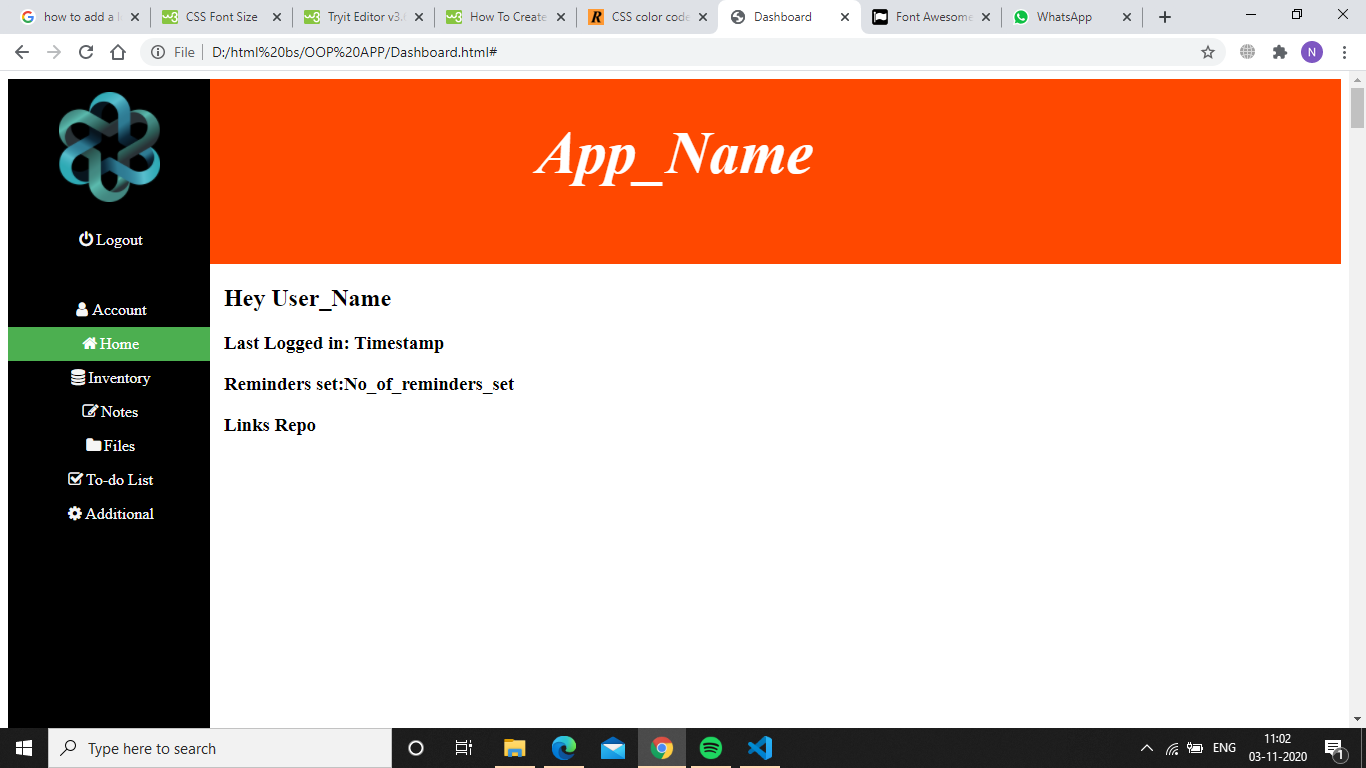 how to add a l
CSS Font Size
Tryit Editor v3.
How To Create
CSS color code
Dashboard
Font Awesome
WhatsApp
File D:/html%20bs/OOP%20APP/Dashboard.html#
N
App_Name
Logout
Account
Home
Inventory
Notes
Files
To-do List
Additional
Hey User_Name
Last Logged in: Timestamp
Reminders set:No_of_reminders_set
Links Repo
Type here to search
ENG
11:02
03-11-2020
1